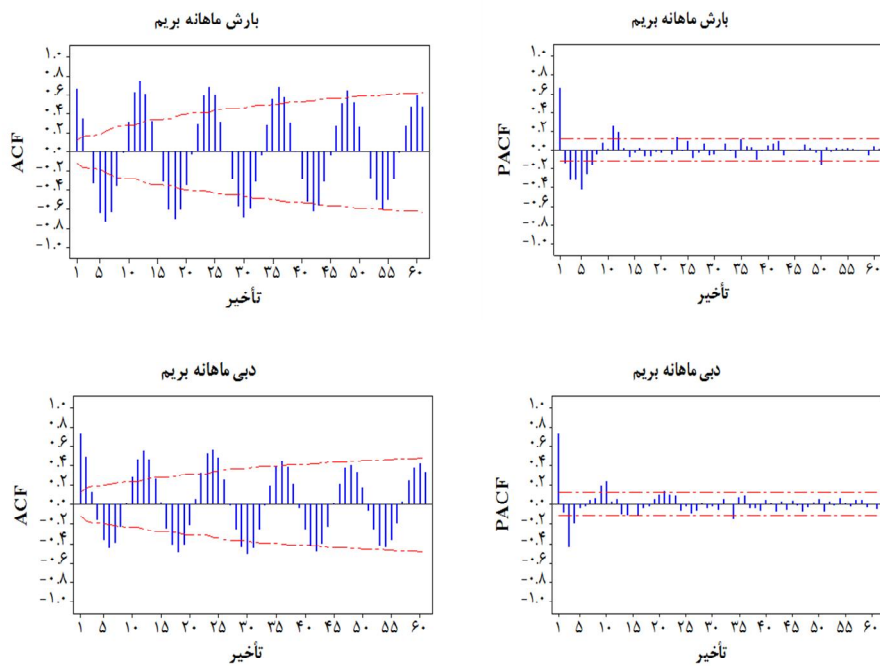 بارش ماهانه بریم
ACF
۱.۰
۰.۸
۰.۶
۰.۴
۰.۲
۰.۰
-۰.۲
-۰.۴
-۰.۶
-۰.۸
-۱.۰
۱ ۵ ۱۰ ۱۵ ۲۰ ۲۵ ۳۰ ۳۵ ۴۰ ۴۵ ۵۰ ۵۵ ۶۰
تأخیر
بارش ماهانه بریم
PACF
۱.۰
۰.۸
۰.۶
۰.۴
۰.۲
۰.۰
-۰.۲
-۰.۴
-۰.۶
-۰.۸
-۱.۰
۱ ۵ ۱۰ ۱۵ ۲۰ ۲۵ ۳۰ ۳۵ ۴۰ ۴۵ ۵۰ ۵۵ ۶۰
تأخیر
دبی ماهانه بریم
ACF
۱.۰
۰.۸
۰.۶
۰.۴
۰.۲
۰.۰
-۰.۲
-۰.۴
-۰.۶
-۰.۸
-۱.۰
۱ ۵ ۱۰ ۱۵ ۲۰ ۲۵ ۳۰ ۳۵ ۴۰ ۴۵ ۵۰ ۵۵ ۶۰
تأخیر
دبی ماهانه بریم
PACF
۱.۰
۰.۸
۰.۶
۰.۴
۰.۲
۰.۰
-۰.۲
-۰.۴
-۰.۶
-۰.۸
-۱.۰
۱ ۵ ۱۰ ۱۵ ۲۰ ۲۵ ۳۰ ۳۵ ۴۰ ۴۵ ۵۰ ۵۵ ۶۰
تأخیر